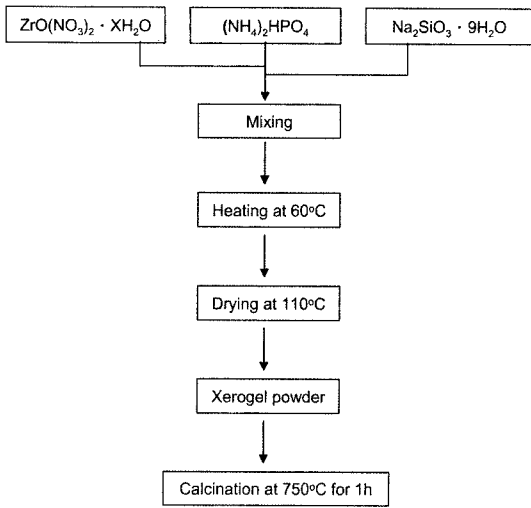 ZrO(NO₃)₂ · XH₂O
(NH₄)₂HPO₄
Na₂SiO₃ · 9H₂O
Mixing
Heating at 60°C
Drying at 110°C
Xerogel powder
Calcination at 750°C for 1h